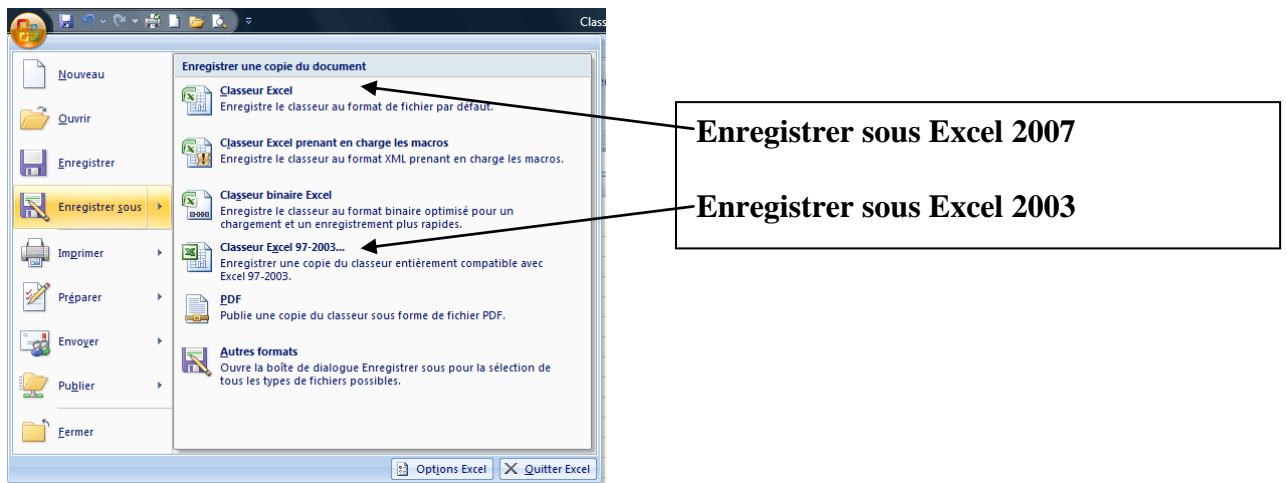 Class
Nouveau
Ouvrir
Enregistrer
Enregistrer sous
Imprimer
Préparer
Envoyer
Publier
Fermer
Enregistrer une copie du document
Classeur Excel
Enregistre le classeur au format de fichier par défaut.
Classeur Excel prenant en charge les macros
Enregistre le classeur au format XML prenant en charge les macros.
Classeur binaire Excel
Enregistre le classeur au format binaire optimisé pour un
chargement et un enregistrement plus rapides.
Classeur Excel 97-2003...
Enregistrer une copie du classeur entièrement compatible avec
Excel 97-2003.
PDF
Publie une copie du classeur sous forme de fichier PDF.
Autres formats
Ouvre la boîte de dialogue Enregistrer sous pour la sélection de
tous les types de fichiers possibles.
Options Excel
Quitter Excel
Enregistrer sous Excel 2007
Enregistrer sous Excel 2003